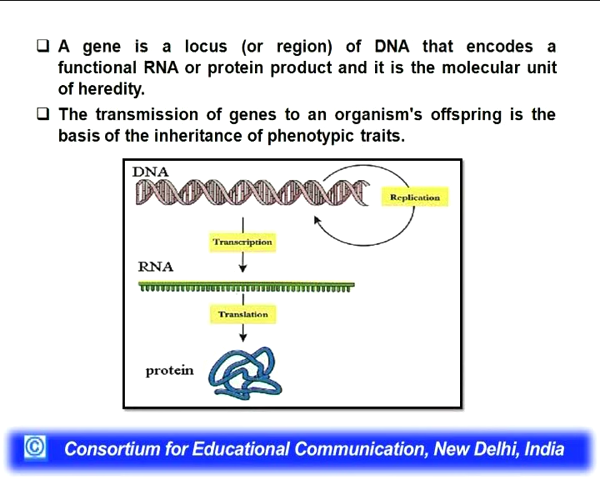 ❑ A gene is a locus (or region) of DNA that encodes a
functional RNA or protein product and it is the molecular unit
of heredity.
❑ The transmission of genes to an organism's offspring is the
basis of the inheritance of phenotypic traits.
DNA
Replication
Transcription
RNA
Translation
protein
© Consortium for Educational Communication, New Delhi, India